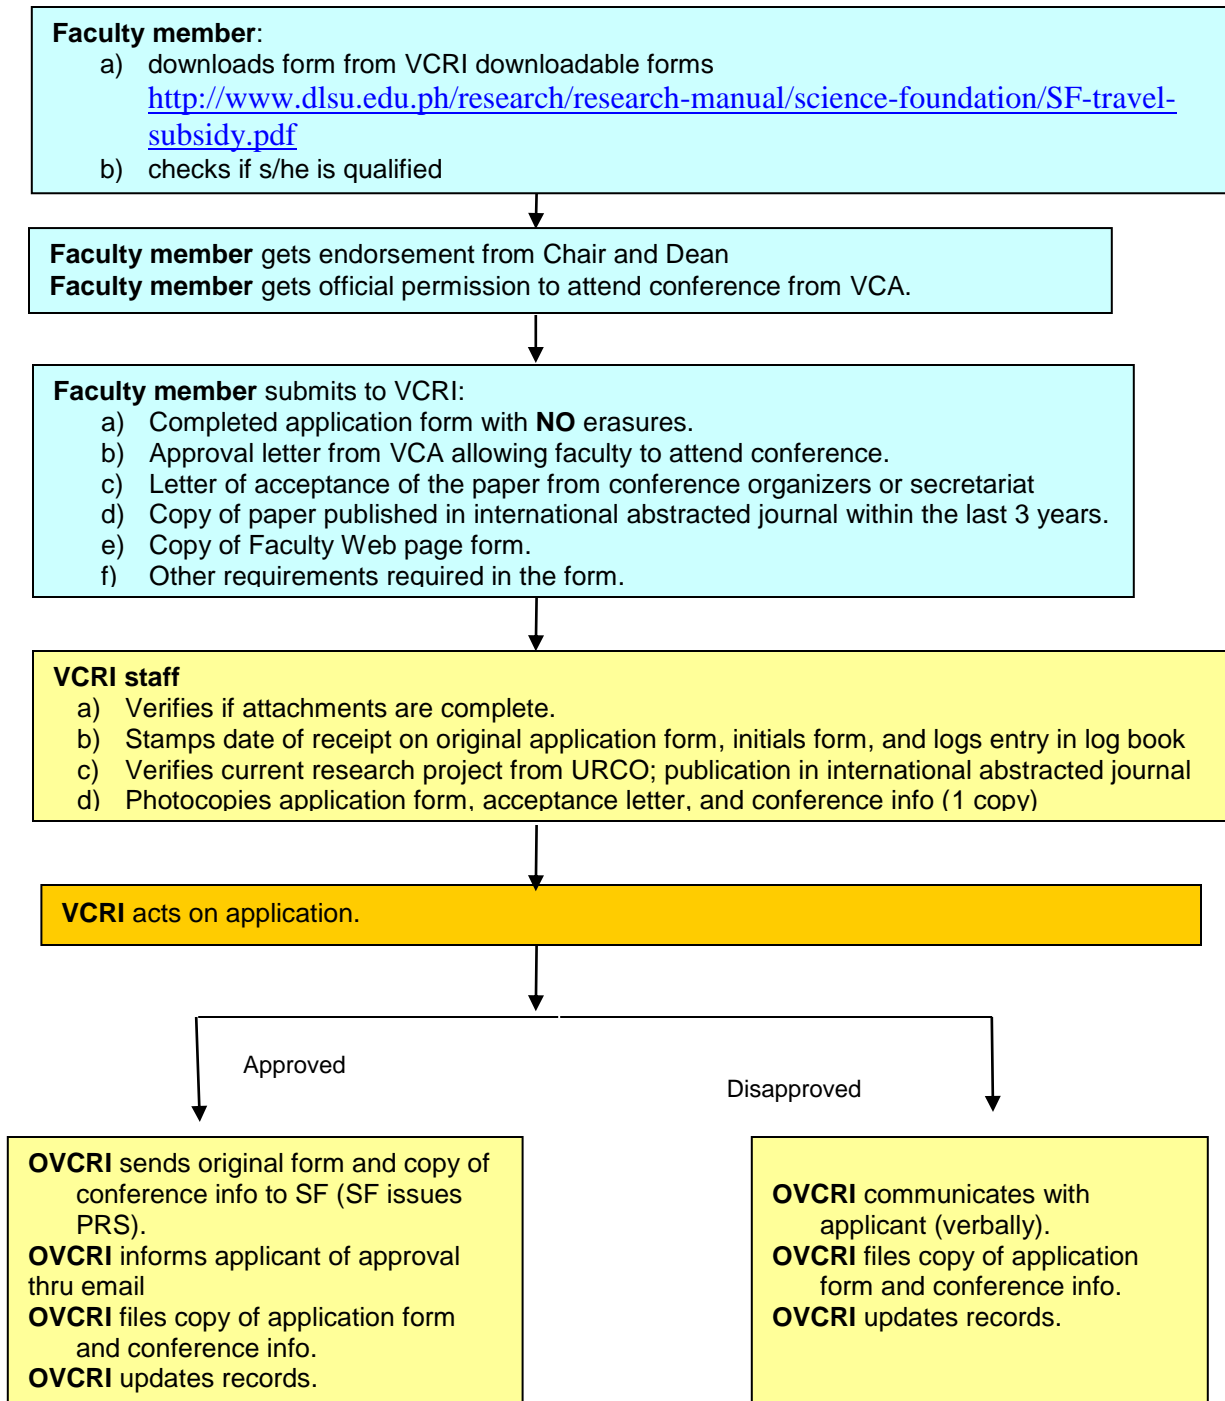 Faculty member:
a) downloads form from VCRI downloadable forms
http://www.dlsu.edu.ph/research/research-manual/science-foundation/SF-travel-
subsidy.pdf
b) checks if s/he is qualified
Faculty member gets endorsement from Chair and Dean
Faculty member gets official permission to attend conference from VCA.
Faculty member submits to VCRI:
a) Completed application form with NO erasures.
b) Approval letter from VCA allowing faculty to attend conference.
c) Letter of acceptance of the paper from conference organizers or secretariat
d) Copy of paper published in international abstracted journal within the last 3 years.
e) Copy of Faculty Web page form.
f) Other requirements required in the form.
VCRI staff
a) Verifies if attachments are complete.
b) Stamps date of receipt on original application form, initials form, and logs entry in log book
c) Verifies current research project from URCO; publication in international abstracted journal
d) Photocopies application form, acceptance letter, and conference info (1 copy)
VCRI acts on application.
Approved
Disapproved
OVCRI sends original form and copy of
conference info to SF (SF issues
PRS).
OVCRI informs applicant of approval
thru email
OVCRI files copy of application form
and conference info.
OVCRI updates records.
OVCRI communicates with
applicant (verbally).
OVCRI files copy of application
form and conference info.
OVCRI updates records.